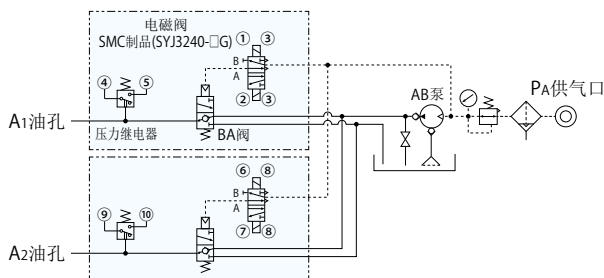 电磁阀
SMC制品(SYJ3240-□G)
① ③
B
A
② ③
④ ⑤
A1油孔
压力继电器
BA阀
AB泵
PA供气口
⑥ ⑧
B
A
⑦ ⑧
⑨ ⑩
A2油孔